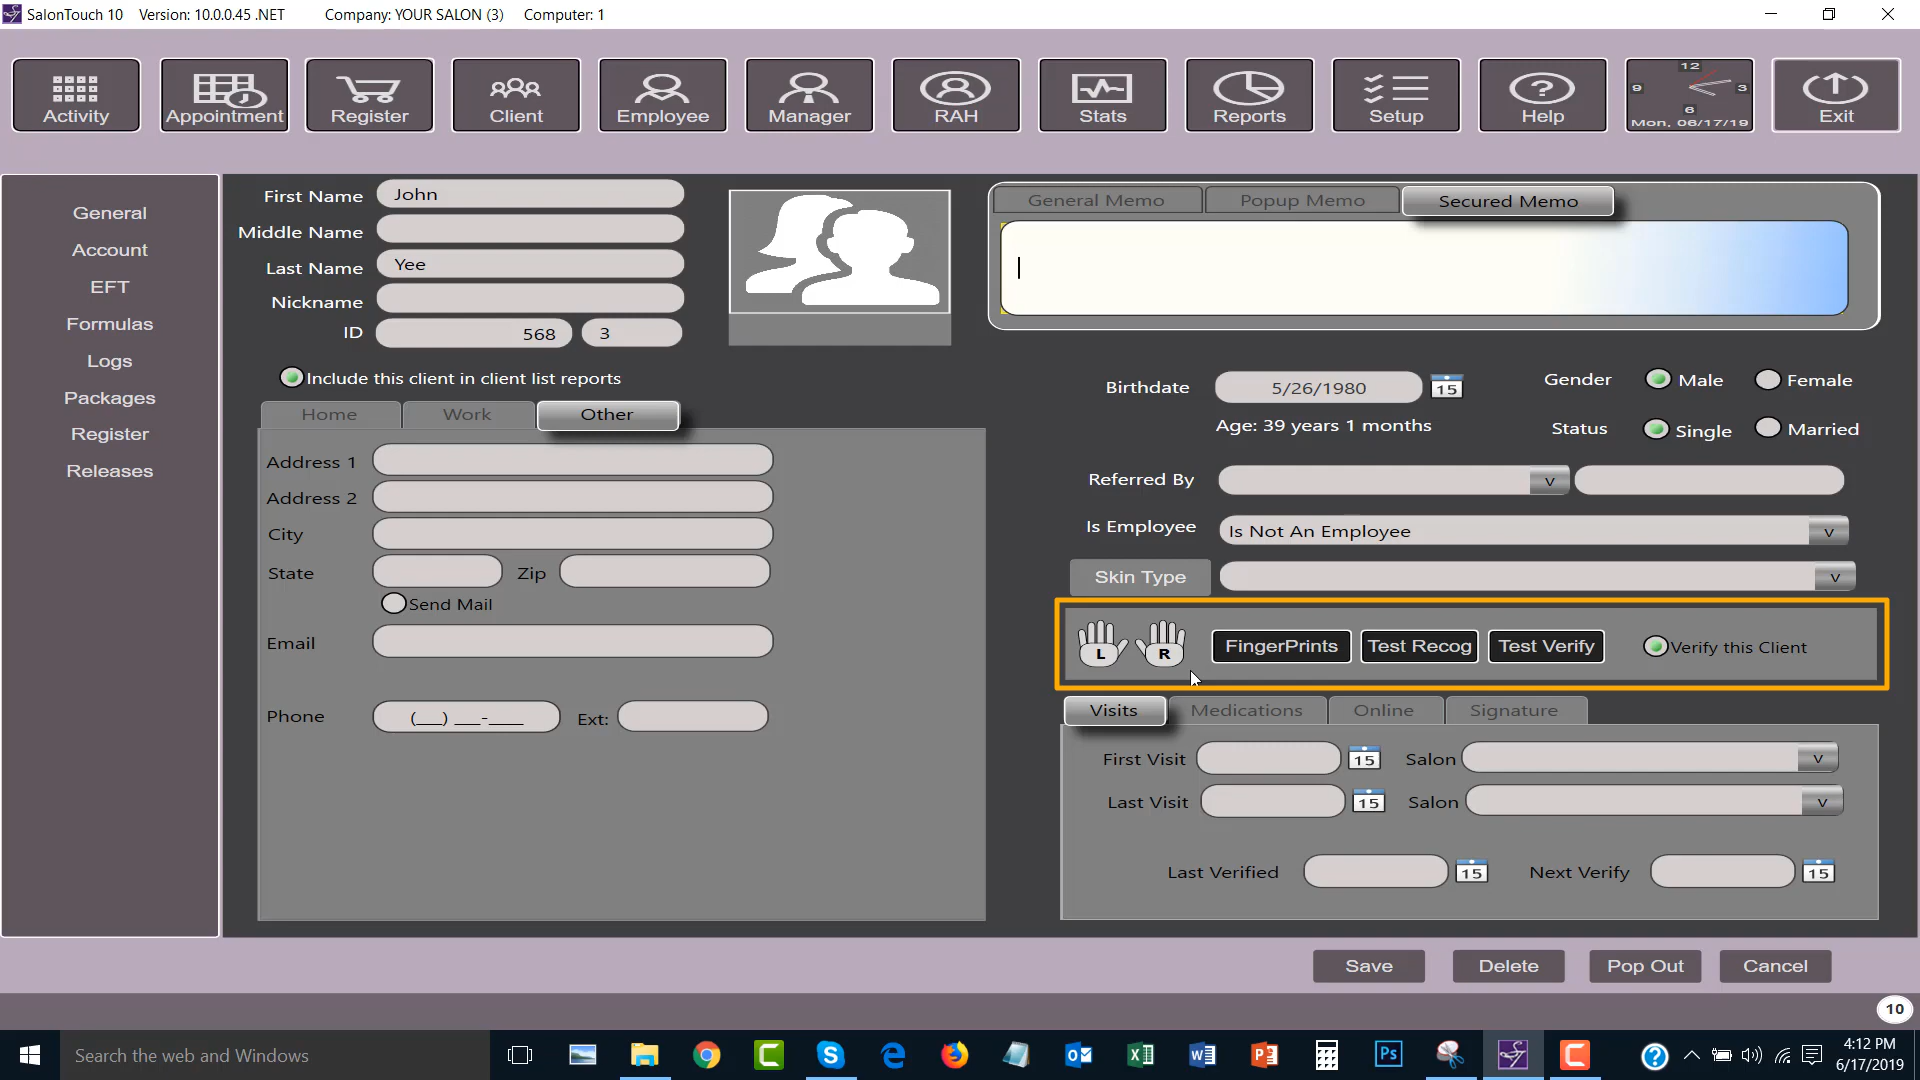 SalonTouch 10 Version: 10.0.0.45 .NET Company: YOUR SALON (3) Computer: 1
Activity
Appointment
Register
Client
Employee
Manager
RAH
Stats
Reports
Setup
Help
12
9
3
6
Mon, 06/17/19
Exit
General
Account
EFT
Formulas
Logs
Packages
Register
Releases
First Name John
Middle Name
Last Name Yee
Nickname
ID 568 3
Include this client in client list reports
Home Work Other
Address 1
Address 2
City
State Zip
Send Mail
Email
Phone (___) ___-____ Ext:
General Memo Popup Memo Secured Memo
Birthdate 5/26/1980 15
Age: 39 years 1 months
Gender Male Female
Status Single Married
Referred By v
Is Employee Is Not An Employee v
Skin Type v
L R FingerPrints Test Recog Test Verify Verify this Client
Visits Medications Online Signature
First Visit 15 Salon v
Last Visit 15 Salon v
Last Verified 15 Next Verify 15
Save Delete Pop Out Cancel
10
Search the web and Windows
4:12 PM
6/17/2019